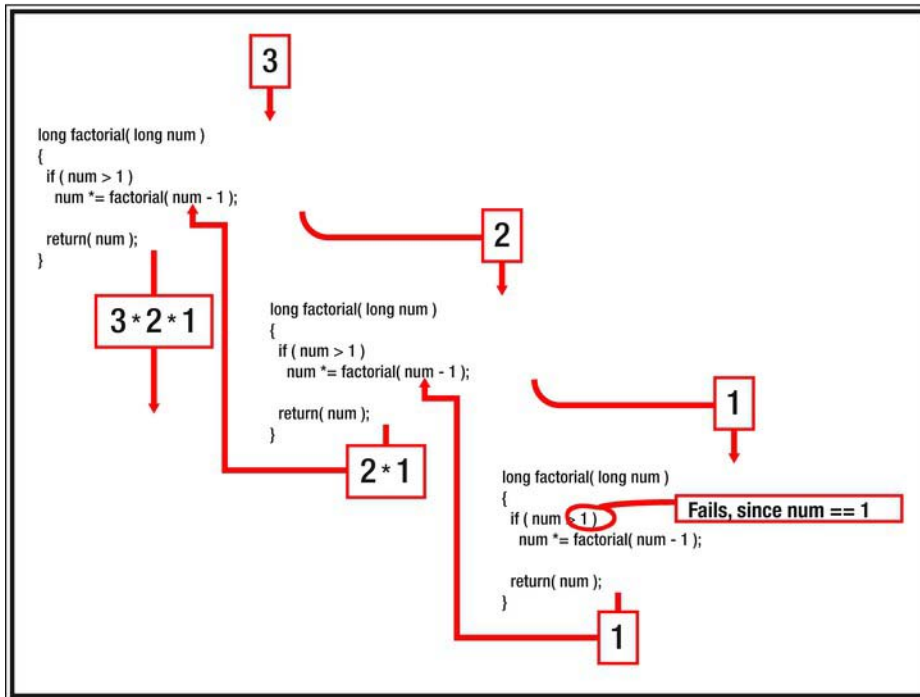 3
long factorial( long num )
{
if ( num > 1 )
num *= factorial( num - 1 );
return( num );
}
3 * 2 * 1
2
long factorial( long num )
{
if ( num > 1 )
num *= factorial( num - 1 );
return( num );
}
2 * 1
1
long factorial( long num )
{
if ( num > 1 )
Fails, since num == 1
num *= factorial( num - 1 );
return( num );
}
1